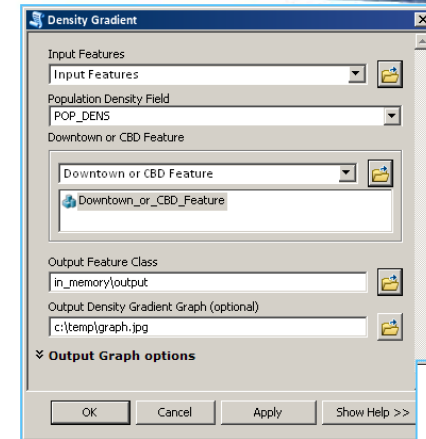 Density Gradient
Input Features
Input Features
Population Density Field
POP_DENS
Downtown or CBD Feature
Downtown or CBD Feature
Downtown_or_CBD_Feature
Output Feature Class
in_memory\output
Output Density Gradient Graph (optional)
c:\temp\graph.jpg
Output Graph options
OK Cancel Apply Show Help >>